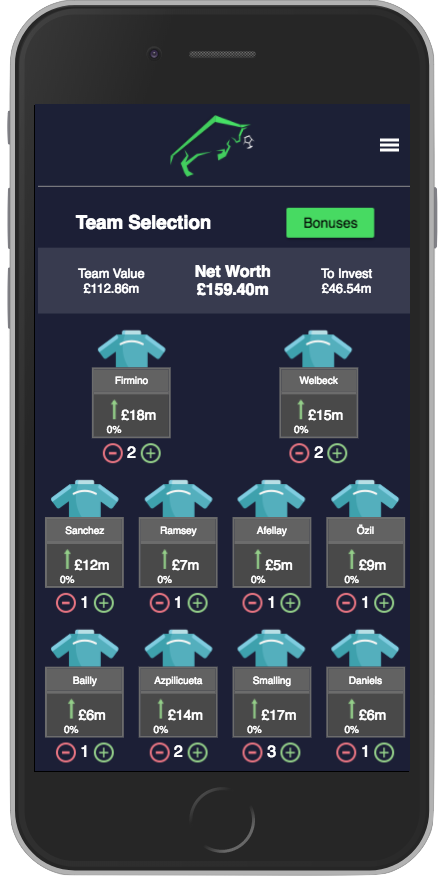 Team Selection
Bonuses
Team Value Net Worth To Invest
£112.86m £159.40m £46.54m
Firmino Welbeck
£18m £15m
0% 0%
2 2
Sanchez Ramsey Afellay Özil
£12m £7m £5m £9m
0% 0% 0% 0%
1 1 1 1
Bailly Azpilicueta Smalling Daniels
£6m £14m £17m £6m
0% 0% 0% 0%
1 2 3 1